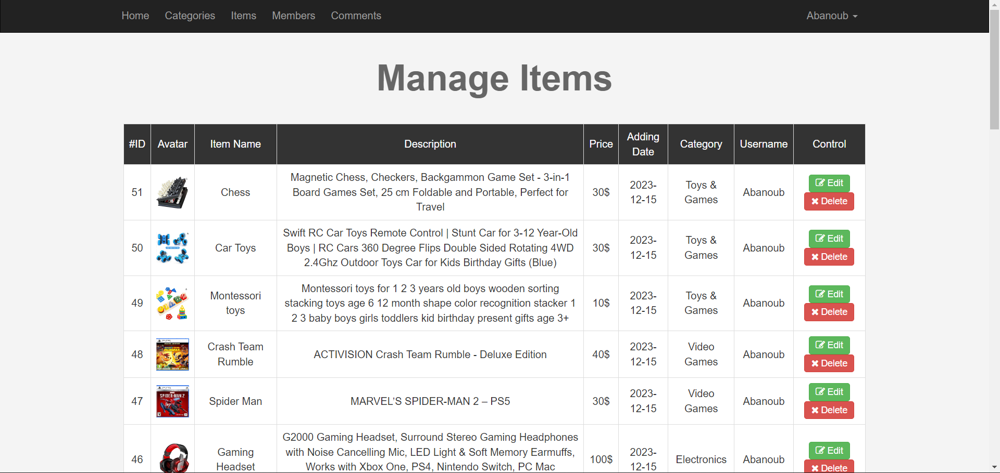 Home Categories Items Members Comments Abanoub
Manage Items
#ID Avatar Item Name Description Price Adding Date Category Username Control
51 Chess Magnetic Chess, Checkers, Backgammon Game Set - 3-in-1 Board Games Set, 25 cm Foldable and Portable, Perfect for Travel 30$ 2023-12-15 Toys & Games Abanoub Edit Delete
50 Car Toys Swift RC Car Toys Remote Control | Stunt Car for 3-12 Year-Old Boys | RC Cars 360 Degree Flips Double Sided Rotating 4WD 2.4Ghz Outdoor Toys Car for Kids Birthday Gifts (Blue) 30$ 2023-12-15 Toys & Games Abanoub Edit Delete
49 Montessori toys Montessori toys for 1 2 3 years old boys wooden sorting stacking toys age 6 12 month shape color recognition stacker 1 2 3 baby boys girls toddlers kid birthday present gifts age 3+ 10$ 2023-12-15 Toys & Games Abanoub Edit Delete
48 Crash Team Rumble ACTIVISION Crash Team Rumble - Deluxe Edition 40$ 2023-12-15 Video Games Abanoub Edit Delete
47 SPIDER-MAN 2 Spider Man MARVEL’S SPIDER-MAN 2 – PS5 30$ 2023-12-15 Video Games Abanoub Edit Delete
46 Gaming Headset G2000 Gaming Headset, Surround Stereo Gaming Headphones with Noise Cancelling Mic, LED Light & Soft Memory Earmuffs, Works with Xbox One, PS4, Nintendo Switch, PC Mac 100$ 2023-12-15 Electronics Abanoub Edit Delete